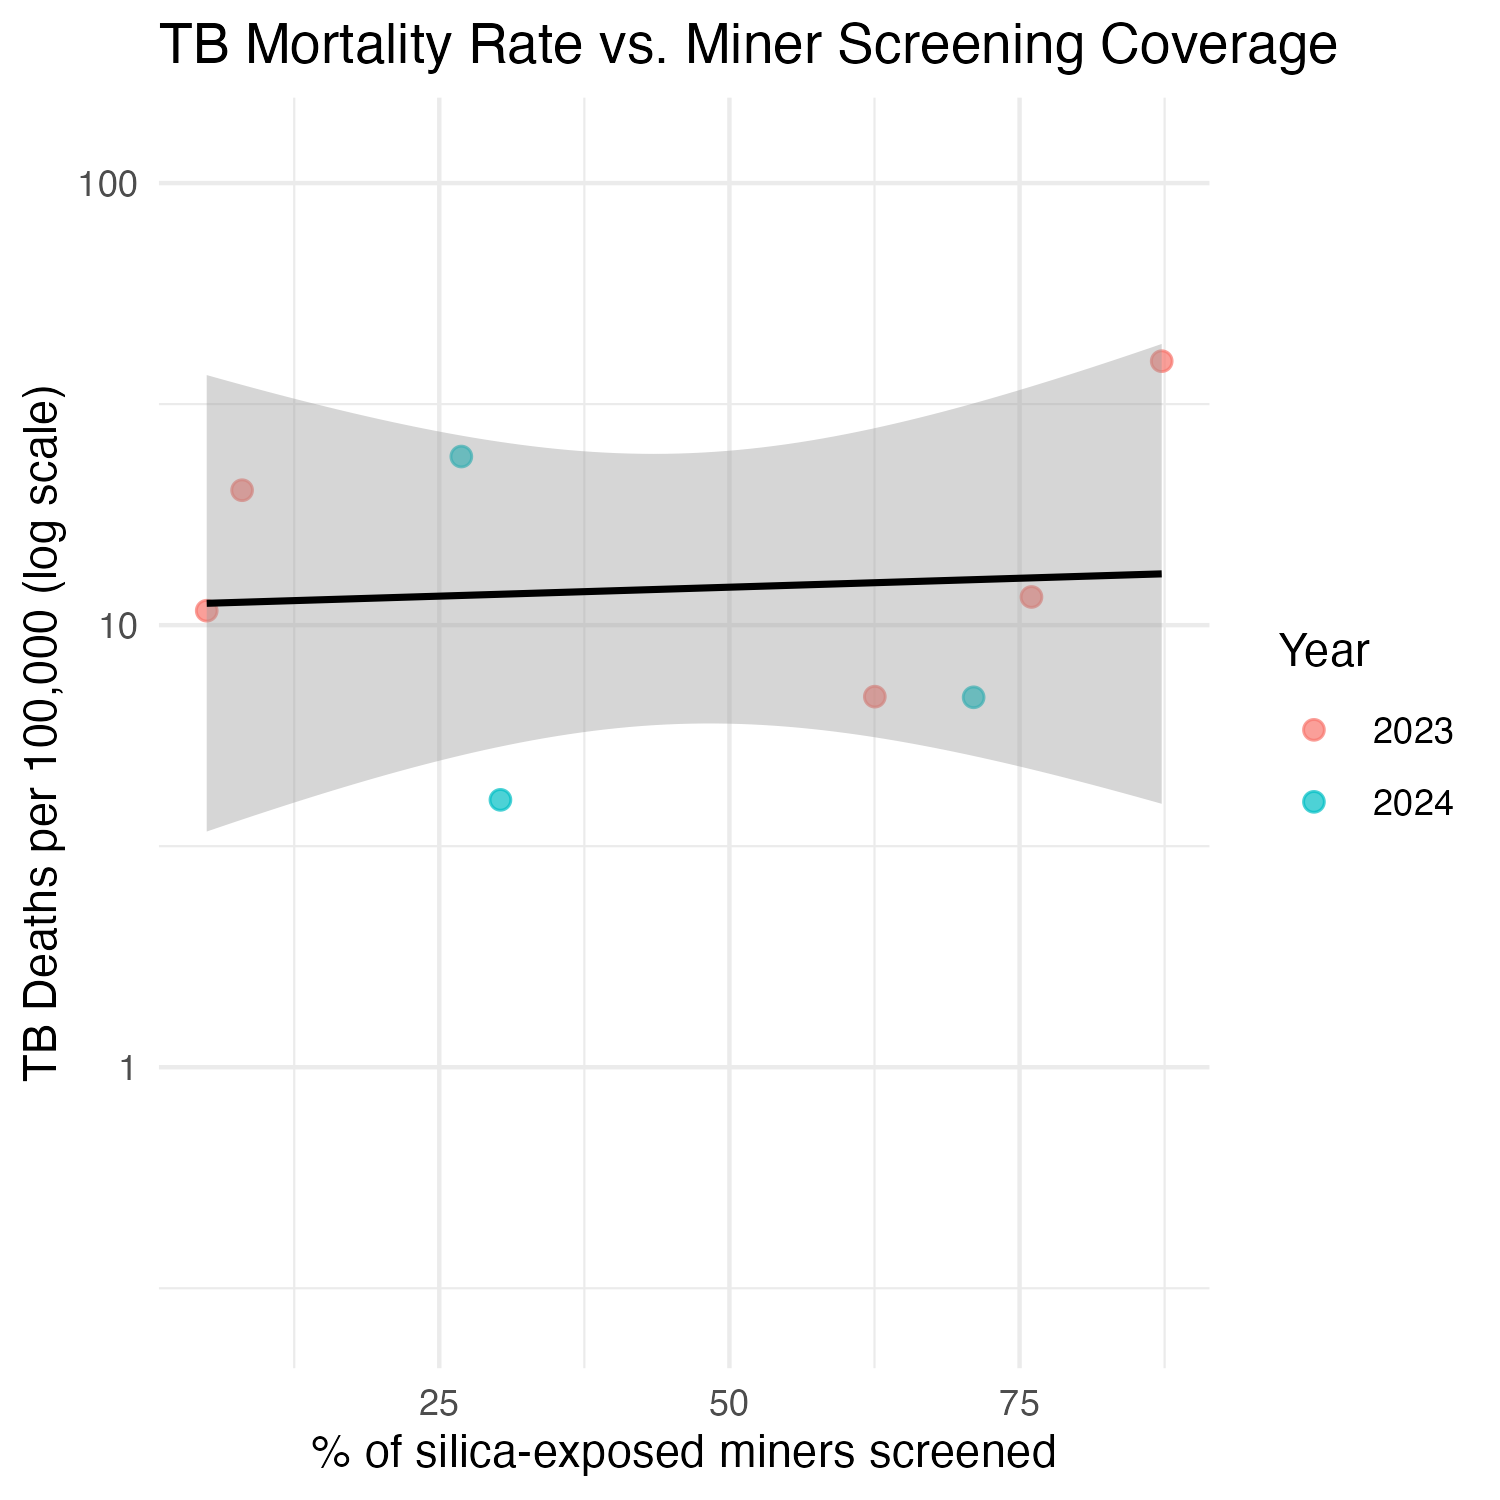 TB Mortality Rate vs. Miner Screening Coverage
TB Deaths per 100,000 (log scale)
100
10
1
25
50
75
% of silica-exposed miners screened
Year
2023
2024